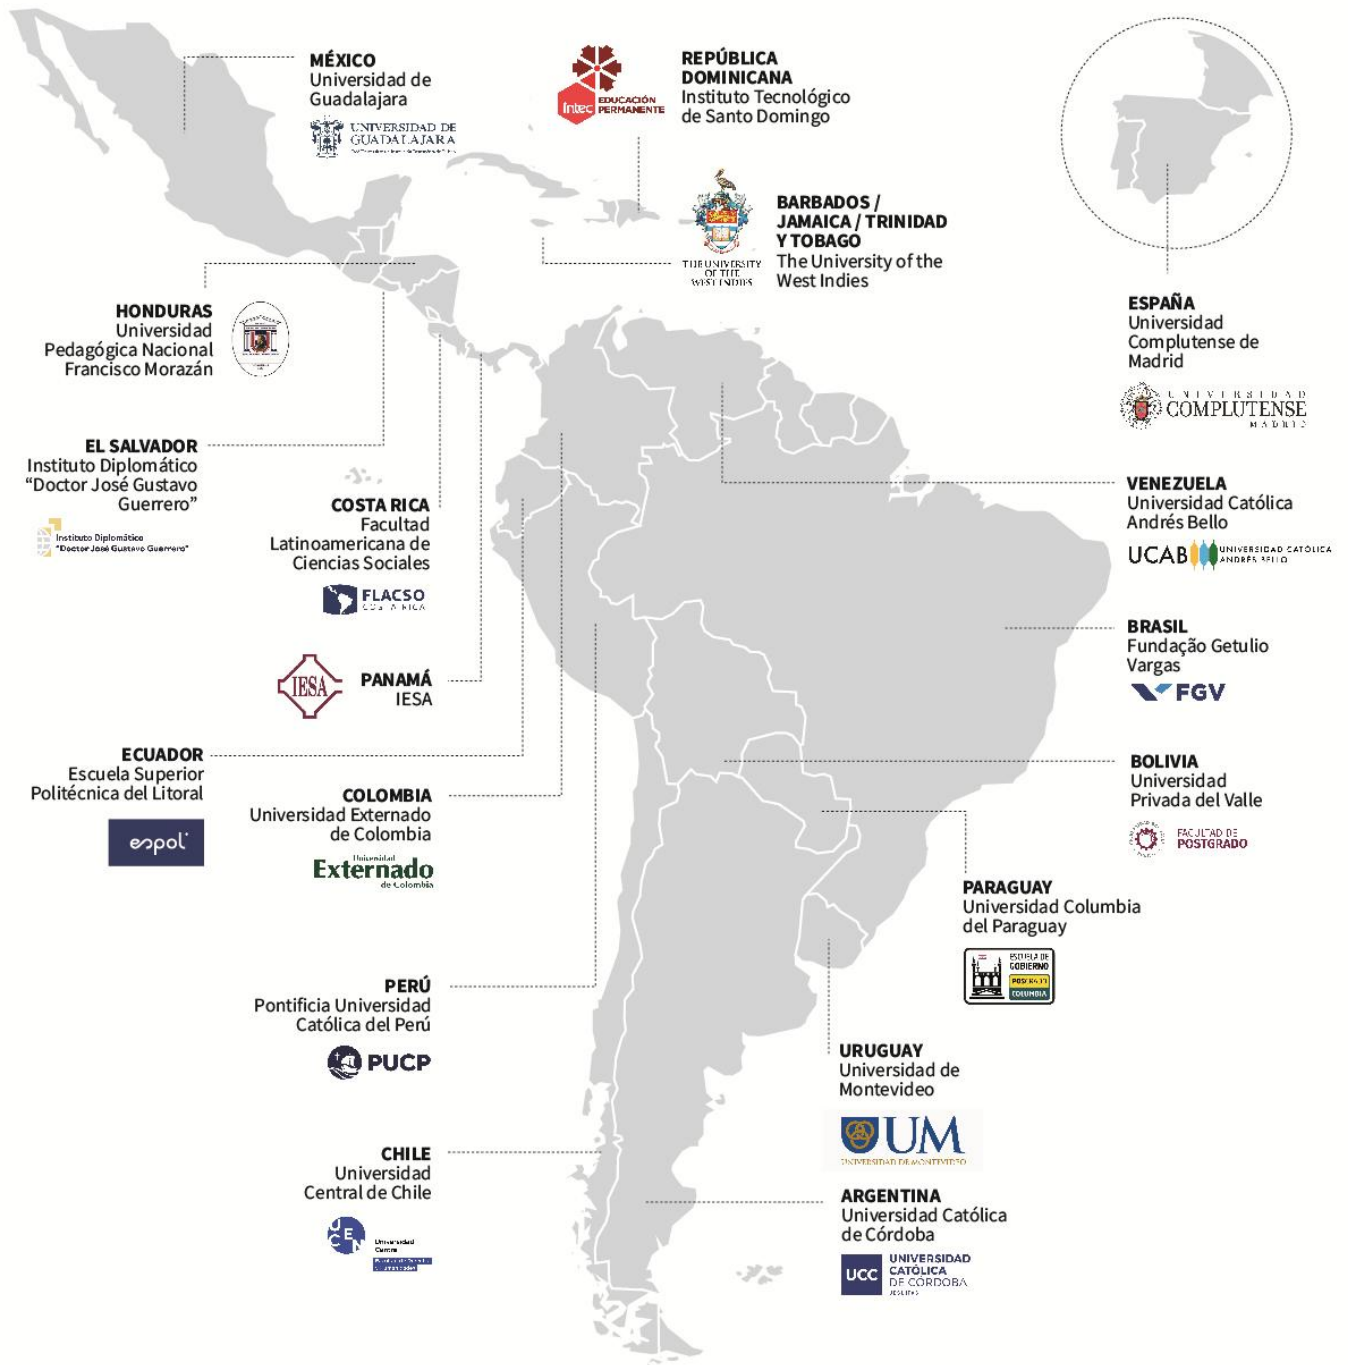 MÉXICO
Universidad de
Guadalajara
UNIVERSIDAD DE
GUADALAJARA
REPÚBLICA
DOMINICANA
Instituto Tecnológico
de Santo Domingo
Intec
EDUCACIÓN
PERMANENTE
BARBADOS /
JAMAICA / TRINIDAD
Y TOBAGO
The University of the
West Indies
THE UNIVERSITY
OF THE
WEST INDIES
ESPAÑA
Universidad
Complutense de
Madrid
UNIVERSIDAD
COMPLUTENSE
MADRID
HONDURAS
Universidad
Pedagógica Nacional
Francisco Morazán
EL SALVADOR
Instituto Diplomático
“Doctor José Gustavo
Guerrero”
Instituto Diplomático
"Doctor José Gustavo Guerrero"
COSTA RICA
Facultad
Latinoamericana de
Ciencias Sociales
FLACSO
COSTA RICA
VENEZUELA
Universidad Católica
Andrés Bello
UCAB
UNIVERSIDAD CATÓLICA
ANDRÉS BELLO
BRASIL
Fundação Getulio
Vargas
FGV
PANAMÁ
IESA
IESA
ECUADOR
Escuela Superior
Politécnica del Litoral
espol
COLOMBIA
Universidad Externado
de Colombia
Universidad
Externado
de Colombia
BOLIVIA
Universidad
Privada del Valle
FACULTAD DE
POSTGRADO
PARAGUAY
Universidad Columbia
del Paraguay
ESCUELA DE
GOBIERNO
POSGRADO
COLUMBIA
PERÚ
Pontificia Universidad
Católica del Perú
PUCP
URUGUAY
Universidad de
Montevideo
UM
UNIVERSIDAD DE MONTEVIDEO
CHILE
Universidad
Central de Chile
UCEN
Universidad
Central
ARGENTINA
Universidad Católica
de Córdoba
UCC
UNIVERSIDAD
CATÓLICA
DE CÓRDOBA
JESUITAS